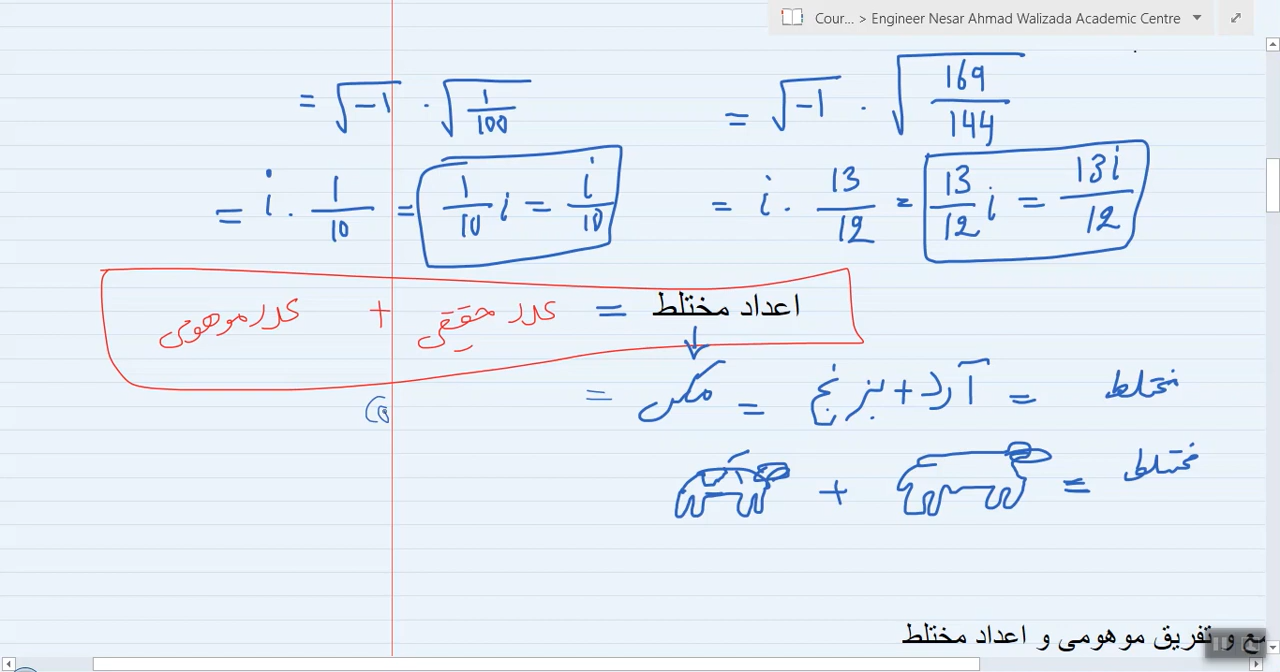 Cour... > Engineer Nesar Ahmad Walizada Academic Centre
= √-1 · √(1/100)
= √-1 · √(169/144)
= i · 1/10 = 1/10 i = i/10
= i · 13/12 = 13/12 i = 13i/12
اعداد مختلط = عدد حقیقی + عدد موهومی
مختلط = آرد + برنج = مکس =
مختلط = +
مع و تفریق موهومی و اعداد مختلط